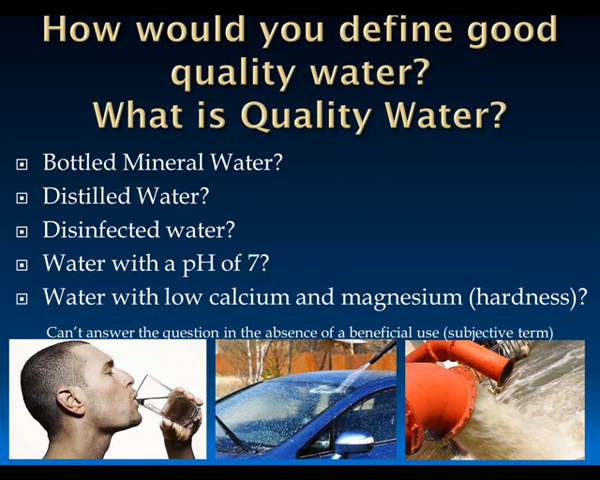 How would you define good
quality water?
What is Quality Water?
Bottled Mineral Water?
Distilled Water?
Disinfected water?
Water with a pH of 7?
Water with low calcium and magnesium (hardness)?
Can't answer the question in the absence of a beneficial use (subjective term)